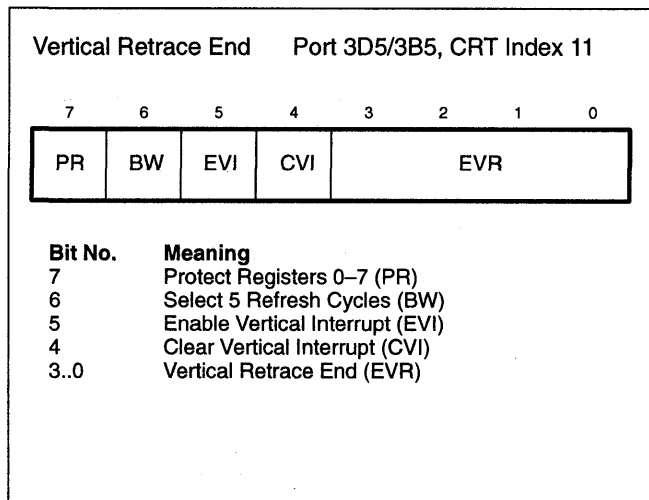 Vertical Retrace End Port 3D5/3B5, CRT Index 11
7 6 5 4 3 2 1 0
PR BW EVI CVI EVR
Bit No. Meaning
7 Protect Registers 0–7 (PR)
6 Select 5 Refresh Cycles (BW)
5 Enable Vertical Interrupt (EVI)
4 Clear Vertical Interrupt (CVI)
3..0 Vertical Retrace End (EVR)